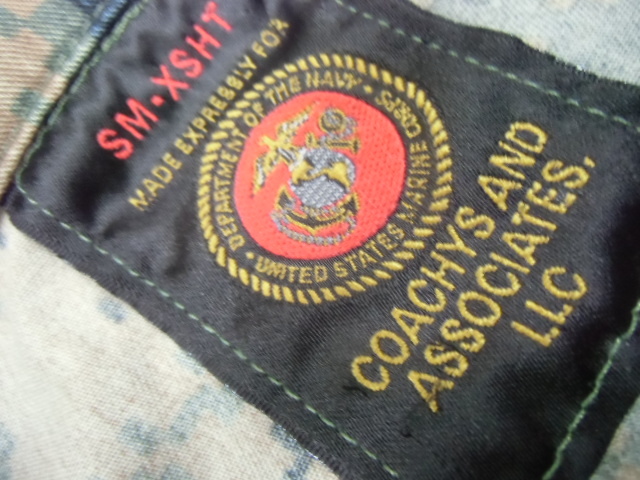 SM-XSHT
MADE EXPRESSLY FOR
DEPARTMENT OF THE NAVY • UNITED STATES MARINE CORPS •
COACHYS AND
ASSOCIATES,
LLC